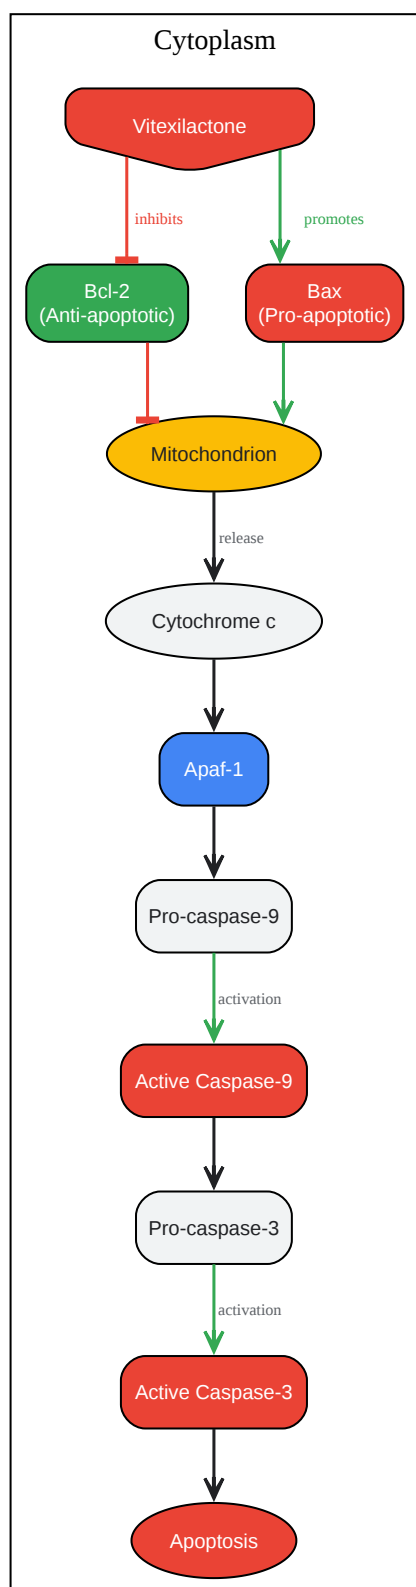 Cytoplasm
Vitexilactone
inhibits
promotes
Bcl-2
(Anti-apoptotic)
Bax
(Pro-apoptotic)
Mitochondrion
release
Cytochrome c
Apaf-1
Pro-caspase-9
activation
Active Caspase-9
Pro-caspase-3
activation
Active Caspase-3
Apoptosis